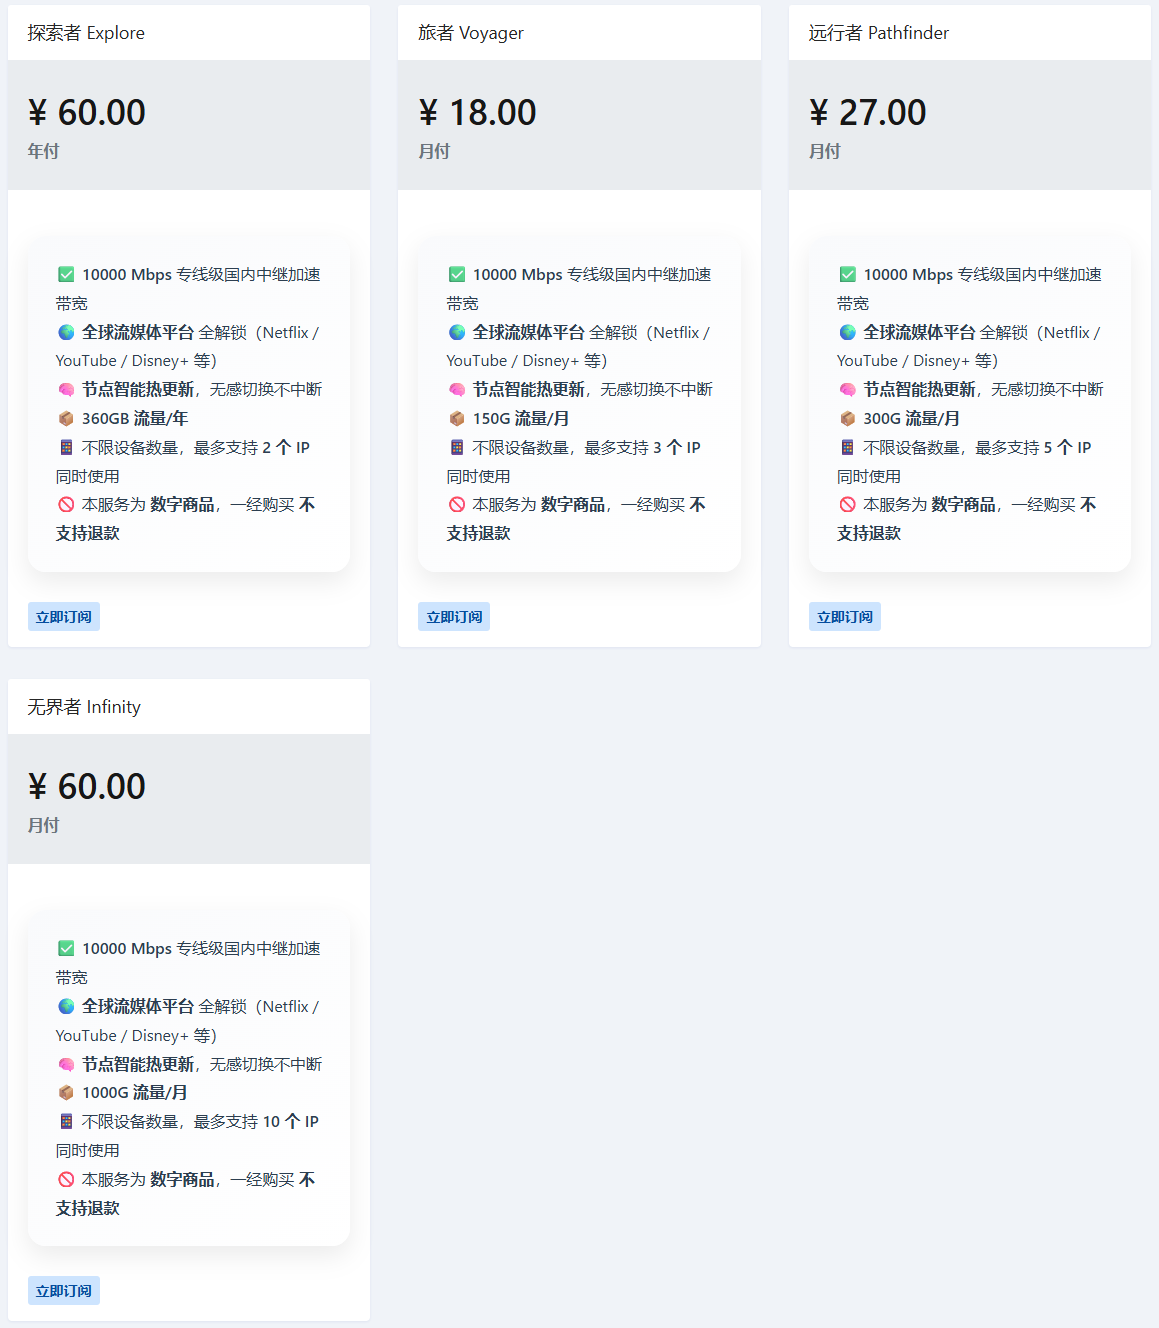 探索者 Explore
¥ 60.00
年付
✅ 10000 Mbps 专线级国内中继加速
带宽
🌏 全球流媒体平台 全解锁（Netflix /
YouTube / Disney+ 等）
🧠 节点智能热更新，无感切换不中断
📦 360GB 流量/年
📱 不限设备数量，最多支持 2 个 IP
同时使用
🚫 本服务为 数字商品，一经购买 不
支持退款
立即订阅
旅者 Voyager
¥ 18.00
月付
✅ 10000 Mbps 专线级国内中继加速
带宽
🌏 全球流媒体平台 全解锁（Netflix /
YouTube / Disney+ 等）
🧠 节点智能热更新，无感切换不中断
📦 150G 流量/月
📱 不限设备数量，最多支持 3 个 IP
同时使用
🚫 本服务为 数字商品，一经购买 不
支持退款
立即订阅
远行者 Pathfinder
¥ 27.00
月付
✅ 10000 Mbps 专线级国内中继加速
带宽
🌏 全球流媒体平台 全解锁（Netflix /
YouTube / Disney+ 等）
🧠 节点智能热更新，无感切换不中断
📦 300G 流量/月
📱 不限设备数量，最多支持 5 个 IP
同时使用
🚫 本服务为 数字商品，一经购买 不
支持退款
立即订阅
无界者 Infinity
¥ 60.00
月付
✅ 10000 Mbps 专线级国内中继加速
带宽
🌏 全球流媒体平台 全解锁（Netflix /
YouTube / Disney+ 等）
🧠 节点智能热更新，无感切换不中断
📦 1000G 流量/月
📱 不限设备数量，最多支持 10 个 IP
同时使用
🚫 本服务为 数字商品，一经购买 不
支持退款
立即订阅